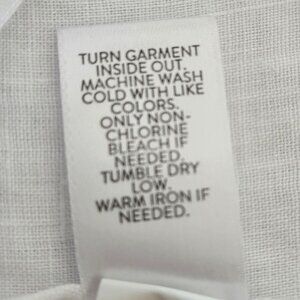 TURN GARMENT
INSIDE OUT.
MACHINE WASH
COLD WITH LIKE
COLORS.
ONLY NON-
CHLORINE
BLEACH IF
NEEDED.
TUMBLE DRY
LOW.
WARM IRON IF
NEEDED.